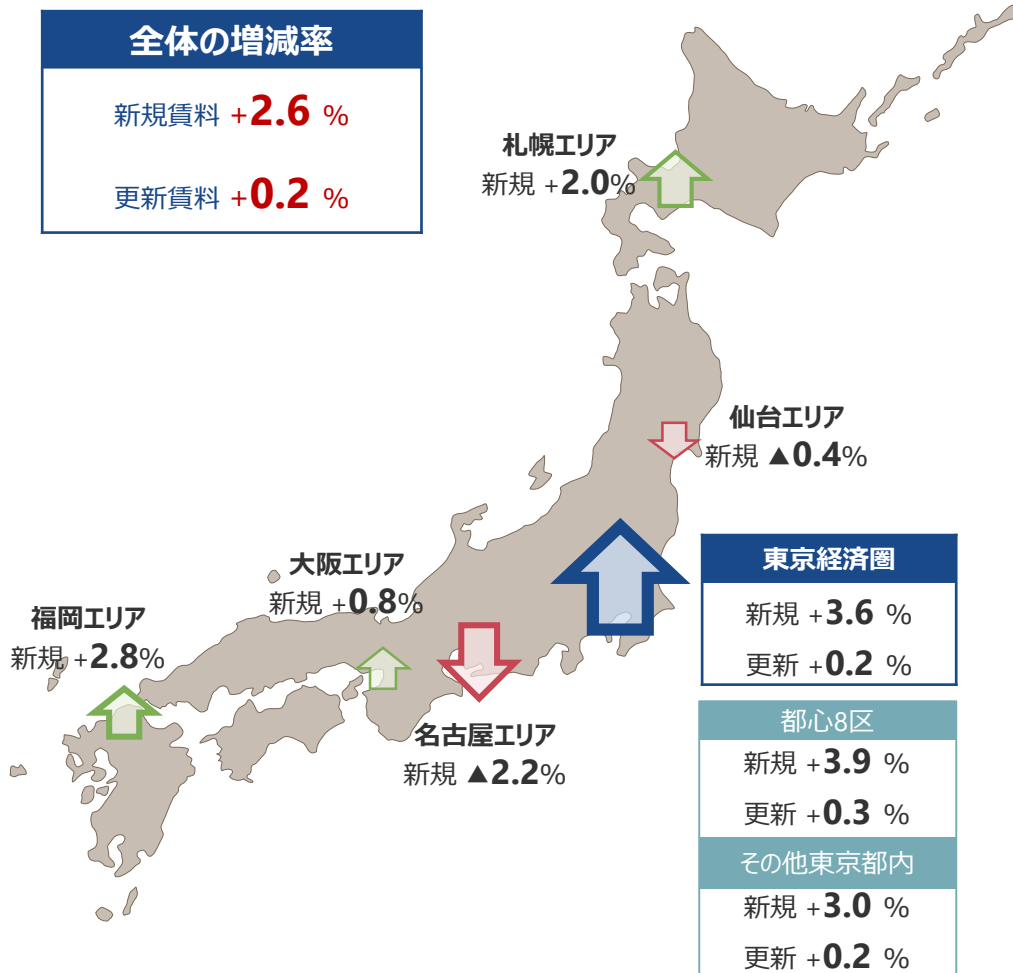 全体の増減率
新規賃料 +2.6 %
更新賃料 +0.2 %
札幌エリア
新規 +2.0%
仙台エリア
新規 ▲0.4%
大阪エリア
新規 +0.8%
福岡エリア
新規 +2.8%
名古屋エリア
新規 ▲2.2%
東京経済圏
新規 +3.6 %
更新 +0.2 %
都心8区
新規 +3.9 %
更新 +0.3 %
その他東京都内
新規 +3.0 %
更新 +0.2 %